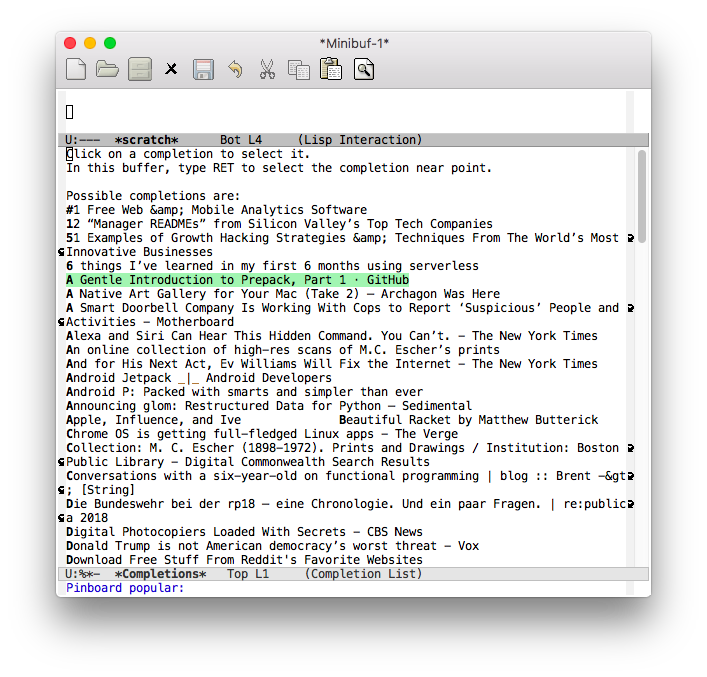 *Minibuf-1*
U:---  *scratch*      Bot L4     (Lisp Interaction)
Click on a completion to select it.
In this buffer, type RET to select the completion near point.
Possible completions are:
#1 Free Web &amp; Mobile Analytics Software
12 “Manager READMEs” from Silicon Valley’s Top Tech Companies
51 Examples of Growth Hacking Strategies &amp; Techniques From The World’s Most
Innovative Businesses
6 things I’ve learned in my first 6 months using serverless
A Gentle Introduction to Prepack, Part 1 · GitHub
A Native Art Gallery for Your Mac (Take 2) – Archagon Was Here
A Smart Doorbell Company Is Working With Cops to Report ‘Suspicious’ People and
Activities – Motherboard
Alexa and Siri Can Hear This Hidden Command. You Can’t. – The New York Times
An online collection of high-res scans of M.C. Escher’s prints
And for His Next Act, Ev Williams Will Fix the Internet – The New York Times
Android Jetpack _|_ Android Developers
Android P: Packed with smarts and simpler than ever
Announcing glom: Restructured Data for Python – Sedimental
Apple, Influence, and Ive              Beautiful Racket by Matthew Butterick
Chrome OS is getting full-fledged Linux apps – The Verge
Collection: M. C. Escher (1898-1972). Prints and Drawings / Institution: Boston
Public Library – Digital Commonwealth Search Results
Conversations with a six-year-old on functional programming | blog :: Brent -&gt
; [String]
Die Bundeswehr bei der rp18 – eine Chronologie. Und ein paar Fragen. | re:public
a 2018
Digital Photocopiers Loaded With Secrets – CBS News
Donald Trump is not American democracy’s worst threat – Vox
Download Free Stuff From Reddit's Favorite Websites
U:%*-  *Completions*   Top L1     (Completion List)
Pinboard popular: